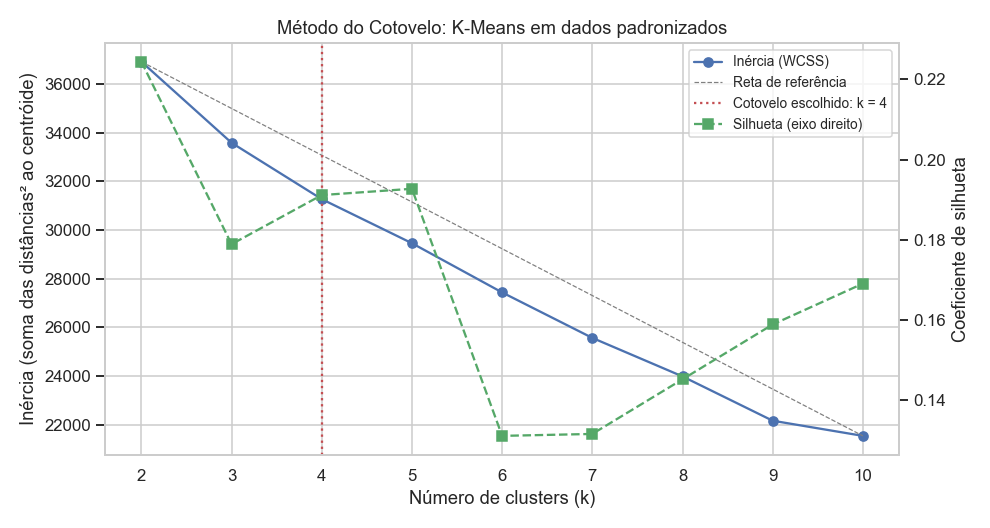 Método do Cotovelo: K-Means em dados padronizados
Inércia (WCSS)
Reta de referência
Cotovelo escolhido: k = 4
Silhueta (eixo direito)
Inércia (soma das distâncias² ao centróide)
36000
34000
32000
30000
28000
26000
24000
22000
0.22
0.20
0.18
0.16
0.14
Coeficiente de silhueta
2 3 4 5 6 7 8 9 10
Número de clusters (k)